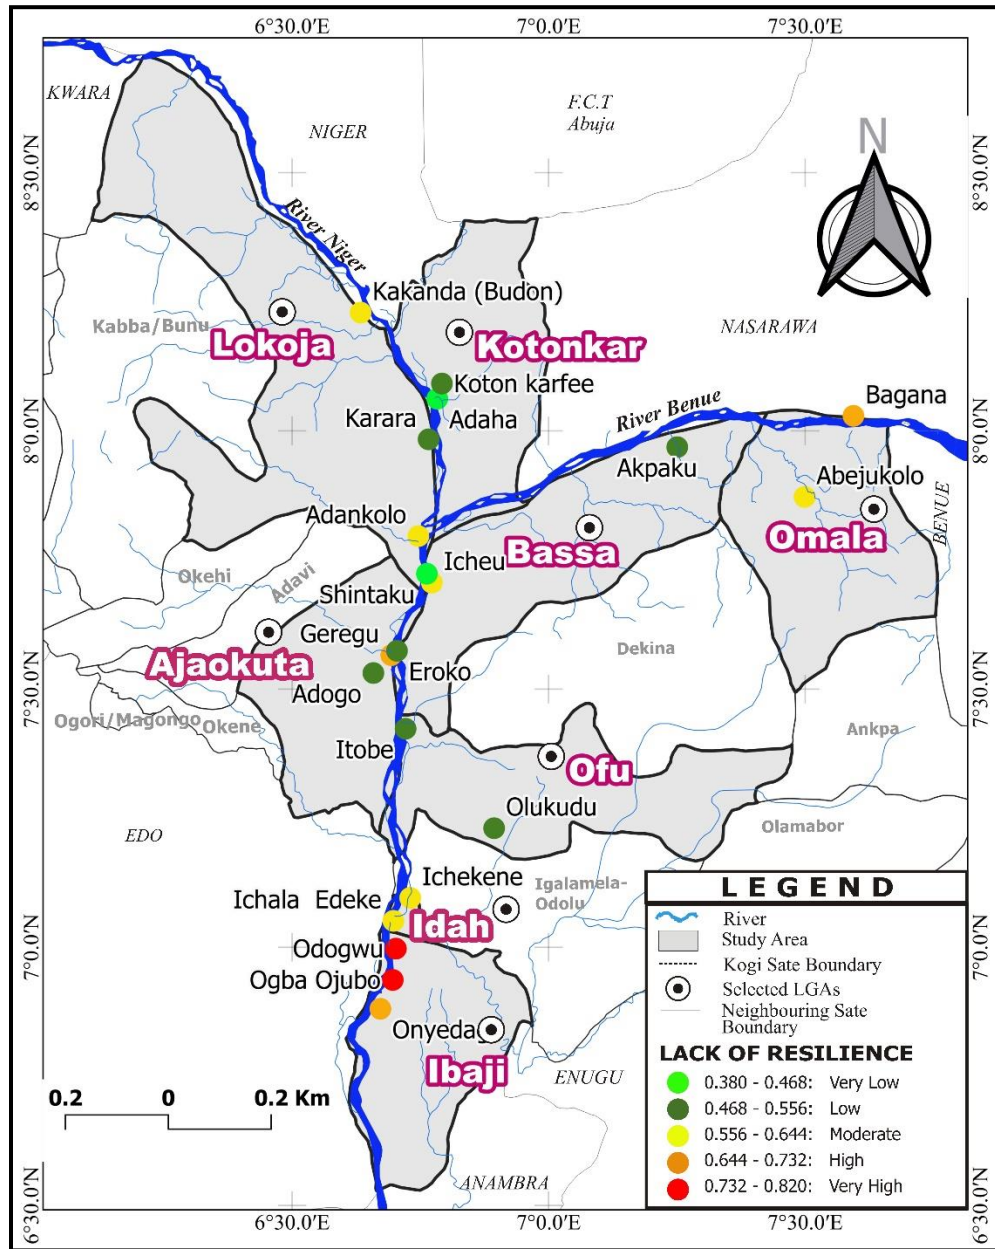 6°30.0'E
7°0.0'E
7°30.0'E
KWARA
NIGER
F.C.T
Abuja
N
8°30.0'N
8°30.0'N
River Niger
Kakanda (Budon)
Kabba/Bunu
Lokoja
Kotonkar
NASARAWA
Koton karfee
Karara
Adaha
River Benue
Bagana
8°0.0'N
8°0.0'N
Akpaku
Abejukolo
Adankolo
Bassa
Omala
BENUE
Icheu
Okehi
Adavi
Shintaku
Geregu
Dekina
Ajaokuta
Eroko
Adogo
7°30.0'N
7°30.0'N
Ogori/Magongo
Okene
Ankpa
Itobe
Ofu
Olukudu
EDO
Olamabor
Ichekene
Igalamela-
Odolu
Ichala Edeke
Idah
7°0.0'N
7°0.0'N
Odogwu
Ogba Ojubo
Onyedag
Ibaji
ENUGU
ANAMBRA
0.2
0
0.2 Km
LEGEND
River
Study Area
Kogi Sate Boundary
Selected LGAs
Neighbouring Sate
Boundary
LACK OF RESILIENCE
0.380 - 0.468: Very Low
0.468 - 0.556: Low
0.556 - 0.644: Moderate
0.644 - 0.732: High
0.732 - 0.820: Very High
6°30.0'N
6°30.0'N
6°30.0'E
7°0.0'E
7°30.0'E